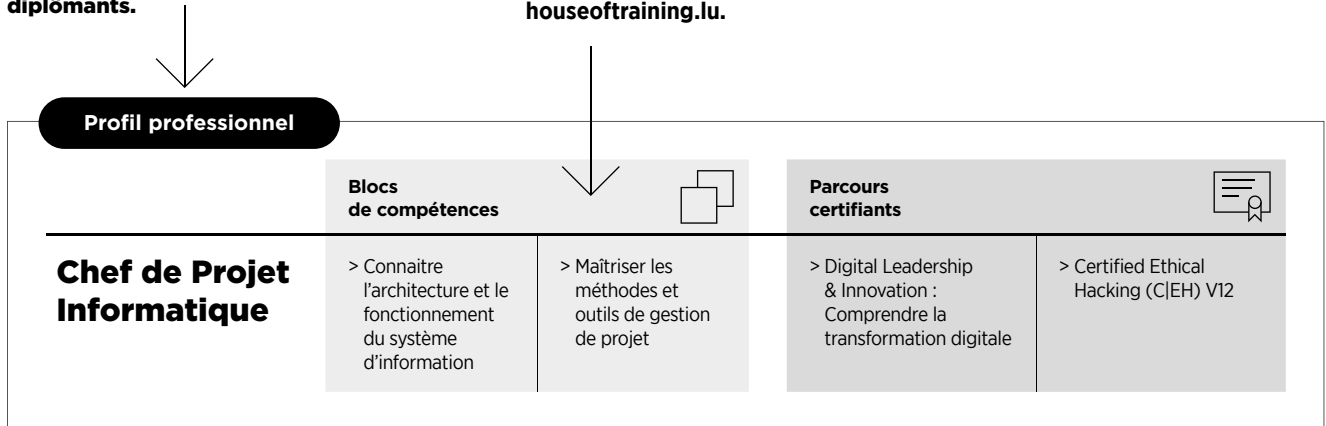 diplômants.
houseoftraining.lu.
Profil professionnel
Blocs
de compétences
Parcours
certifiants
Chef de Projet
Informatique
> Connaitre
l’architecture et le
fonctionnement
du système
d’information
> Maîtriser les
méthodes et
outils de gestion
de projet
> Digital Leadership
& Innovation :
Comprendre la
transformation digitale
> Certified Ethical
Hacking (C|EH) V12